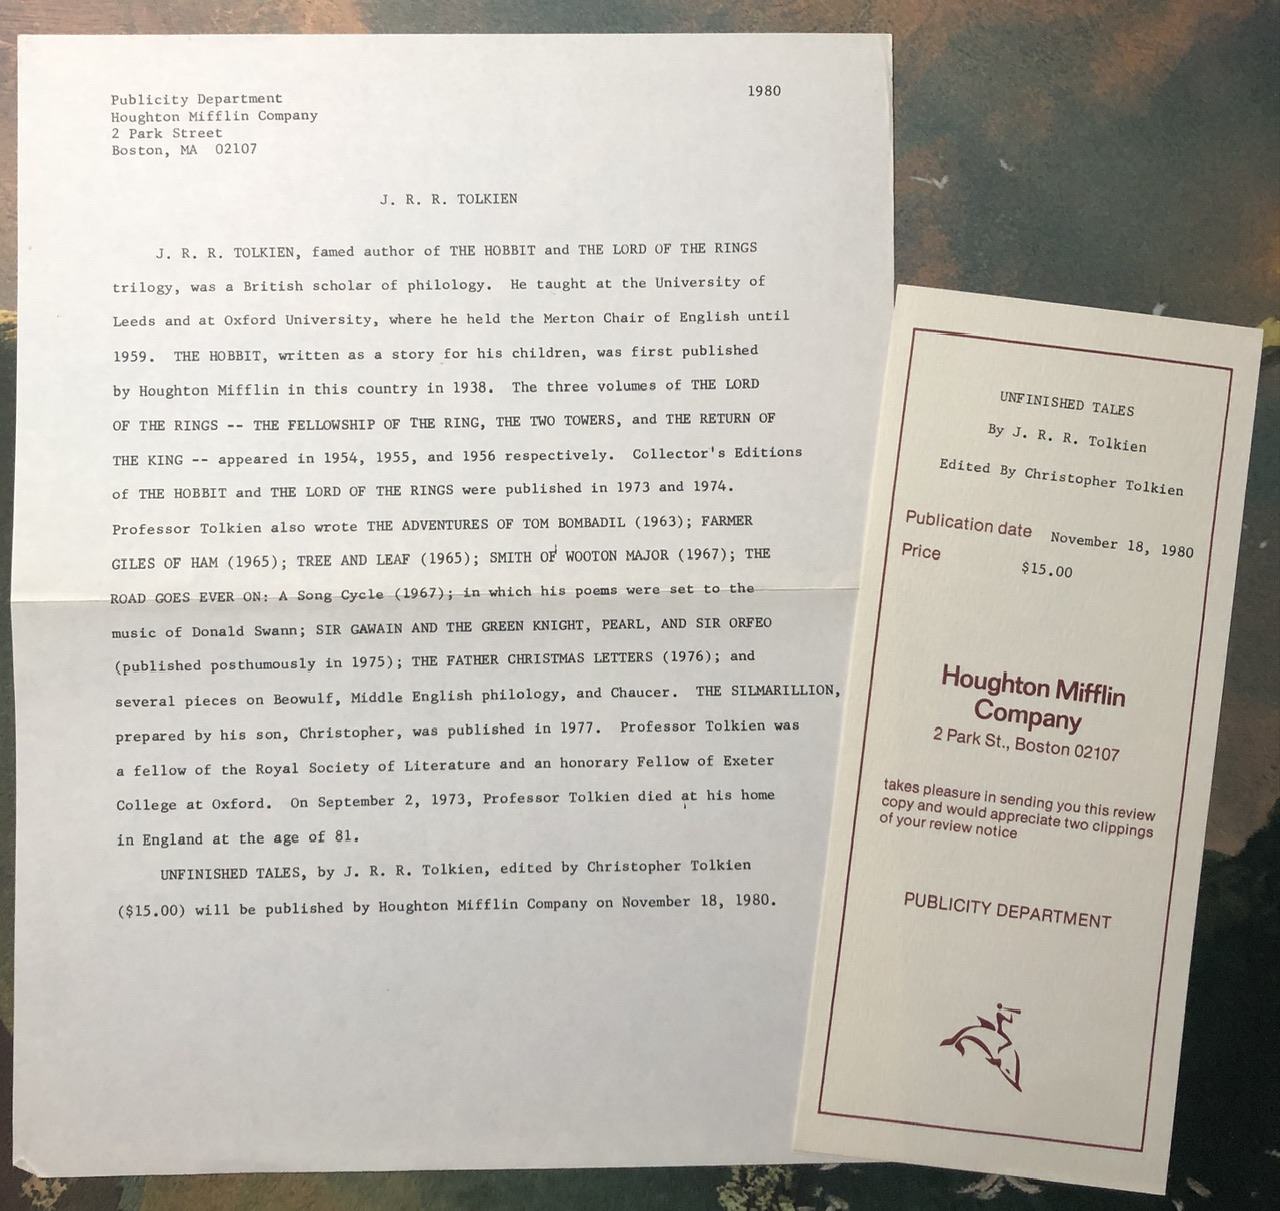 Publicity Department
Houghton Mifflin Company
2 Park Street
Boston, MA 02107
1980
J. R. R. TOLKIEN
J. R. R. TOLKIEN, famed author of THE HOBBIT and THE LORD OF THE RINGS
trilogy, was a British scholar of philology. He taught at the University of
Leeds and at Oxford University, where he held the Merton Chair of English until
1959. THE HOBBIT, written as a story for his children, was first published
by Houghton Mifflin in this country in 1938. The three volumes of THE LORD
OF THE RINGS -- THE FELLOWSHIP OF THE RING, THE TWO TOWERS, and THE RETURN OF
THE KING -- appeared in 1954, 1955, and 1956 respectively. Collector's Editions
of THE HOBBIT and THE LORD OF THE RINGS were published in 1973 and 1974.
Professor Tolkien also wrote THE ADVENTURES OF TOM BOMBADIL (1963); FARMER
GILES OF HAM (1965); TREE AND LEAF (1965); SMITH OF WOOTON MAJOR (1967); THE
ROAD GOES EVER ON: A Song Cycle (1967); in which his poems were set to the
music of Donald Swann; SIR GAWAIN AND THE GREEN KNIGHT, PEARL, AND SIR ORFEO
(published posthumously in 1975); THE FATHER CHRISTMAS LETTERS (1976); and
several pieces on Beowulf, Middle English philology, and Chaucer. THE SILMARILLION,
prepared by his son, Christopher, was published in 1977. Professor Tolkien was
a fellow of the Royal Society of Literature and an honorary Fellow of Exeter
College at Oxford. On September 2, 1973, Professor Tolkien died at his home
in England at the age of 81.
UNFINISHED TALES, by J. R. R. Tolkien, edited by Christopher Tolkien
($15.00) will be published by Houghton Mifflin Company on November 18, 1980.
UNFINISHED TALES
By J. R. R. Tolkien
Edited By Christopher Tolkien
Publication date November 18, 1980
Price $15.00
Houghton Mifflin
Company
2 Park St., Boston 02107
takes pleasure in sending you this review
copy and would appreciate two clippings
of your review notice
PUBLICITY DEPARTMENT